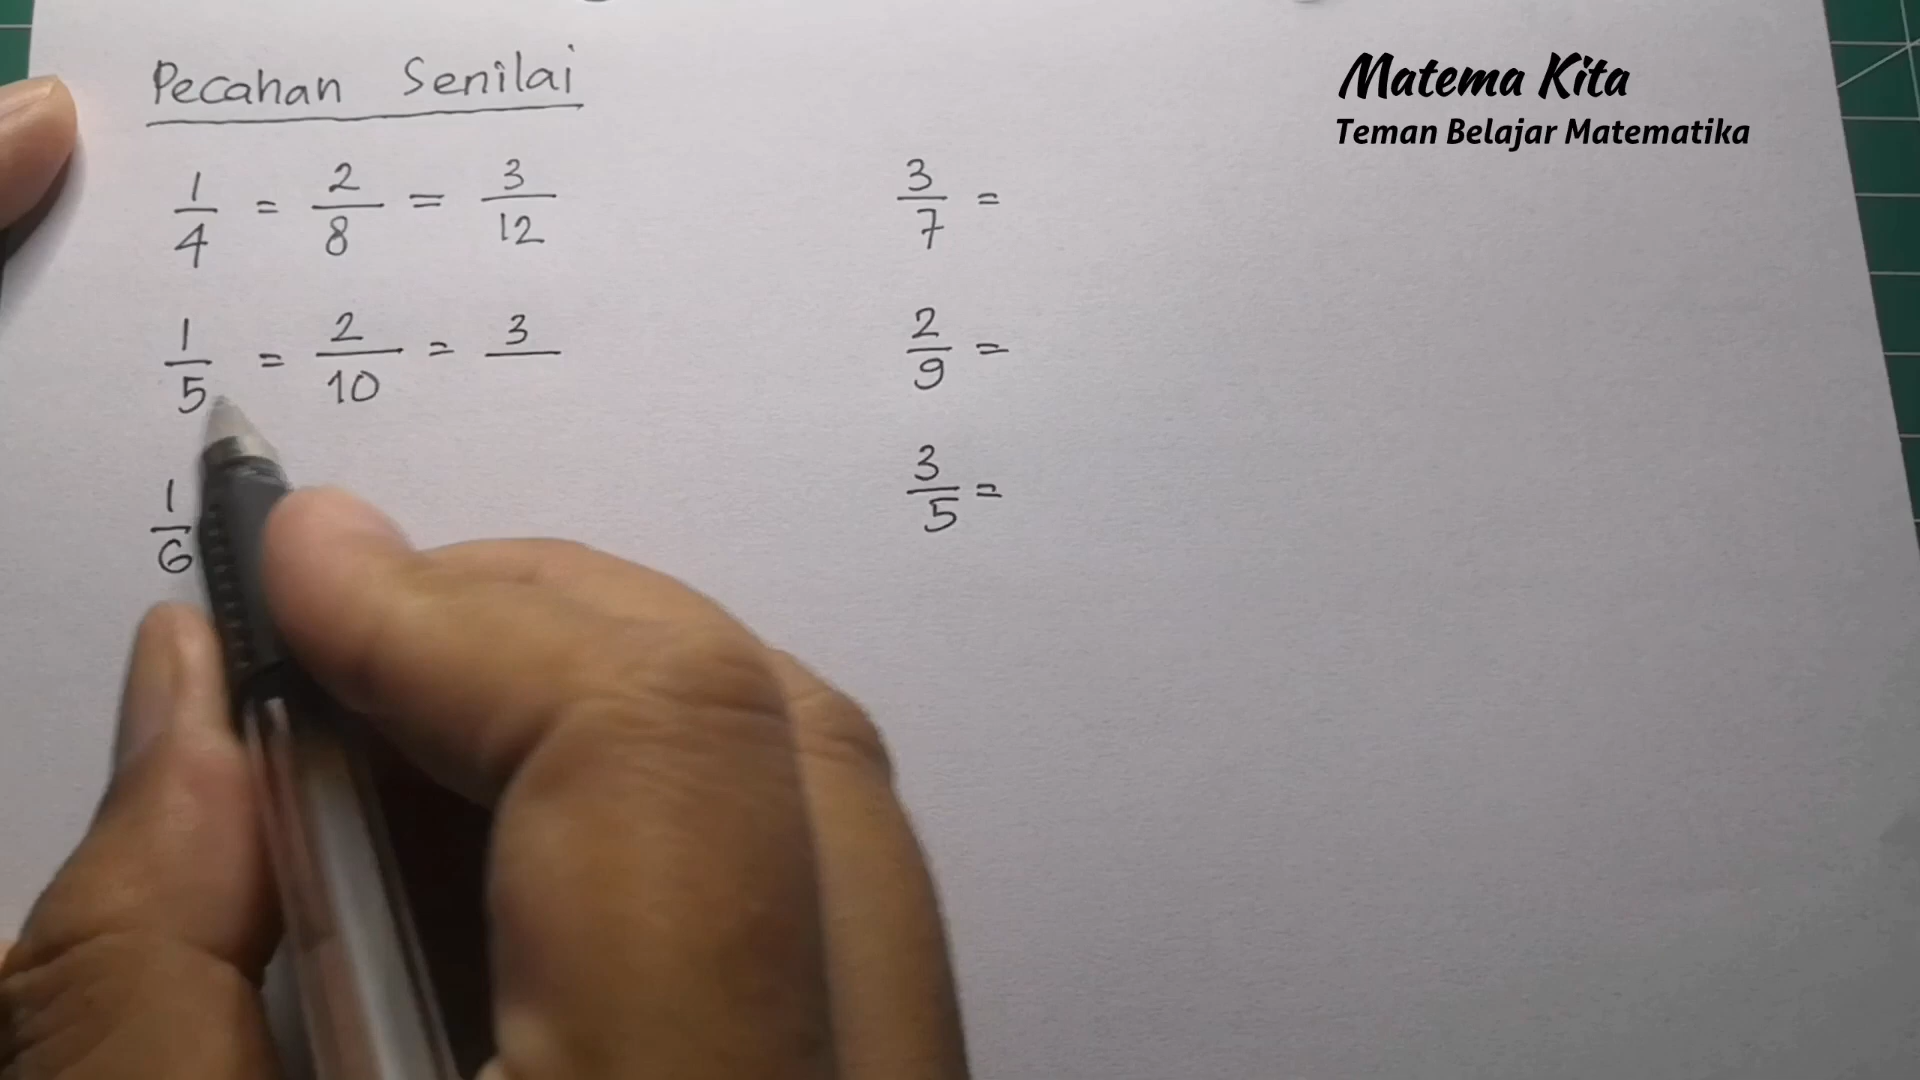 Pecahan Senilai
Matema Kita
Teman Belajar Matematika
1/4 = 2/8 = 3/12
1/5 = 2/10 = 3/
1/6
3/7 =
2/9 =
3/5 =